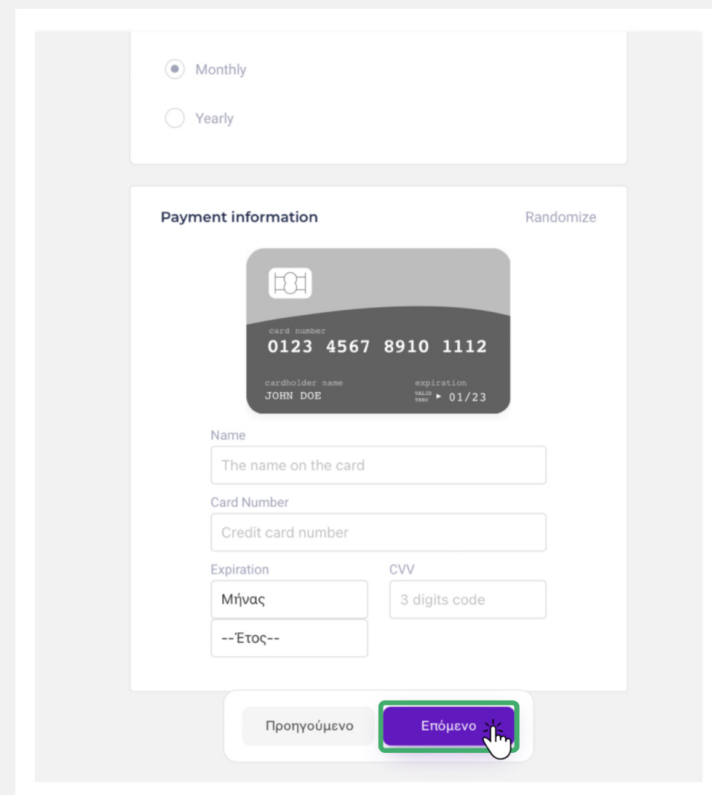 Monthly
Yearly
Payment information Randomize
card number
0123 4567 8910 1112
cardholder name expiration
JOHN DOE VALID THRU 01/23
Name
The name on the card
Card Number
Credit card number
Expiration CVV
Μήνας 3 digits code
--Έτος--
Προηγούμενο Επόμενο